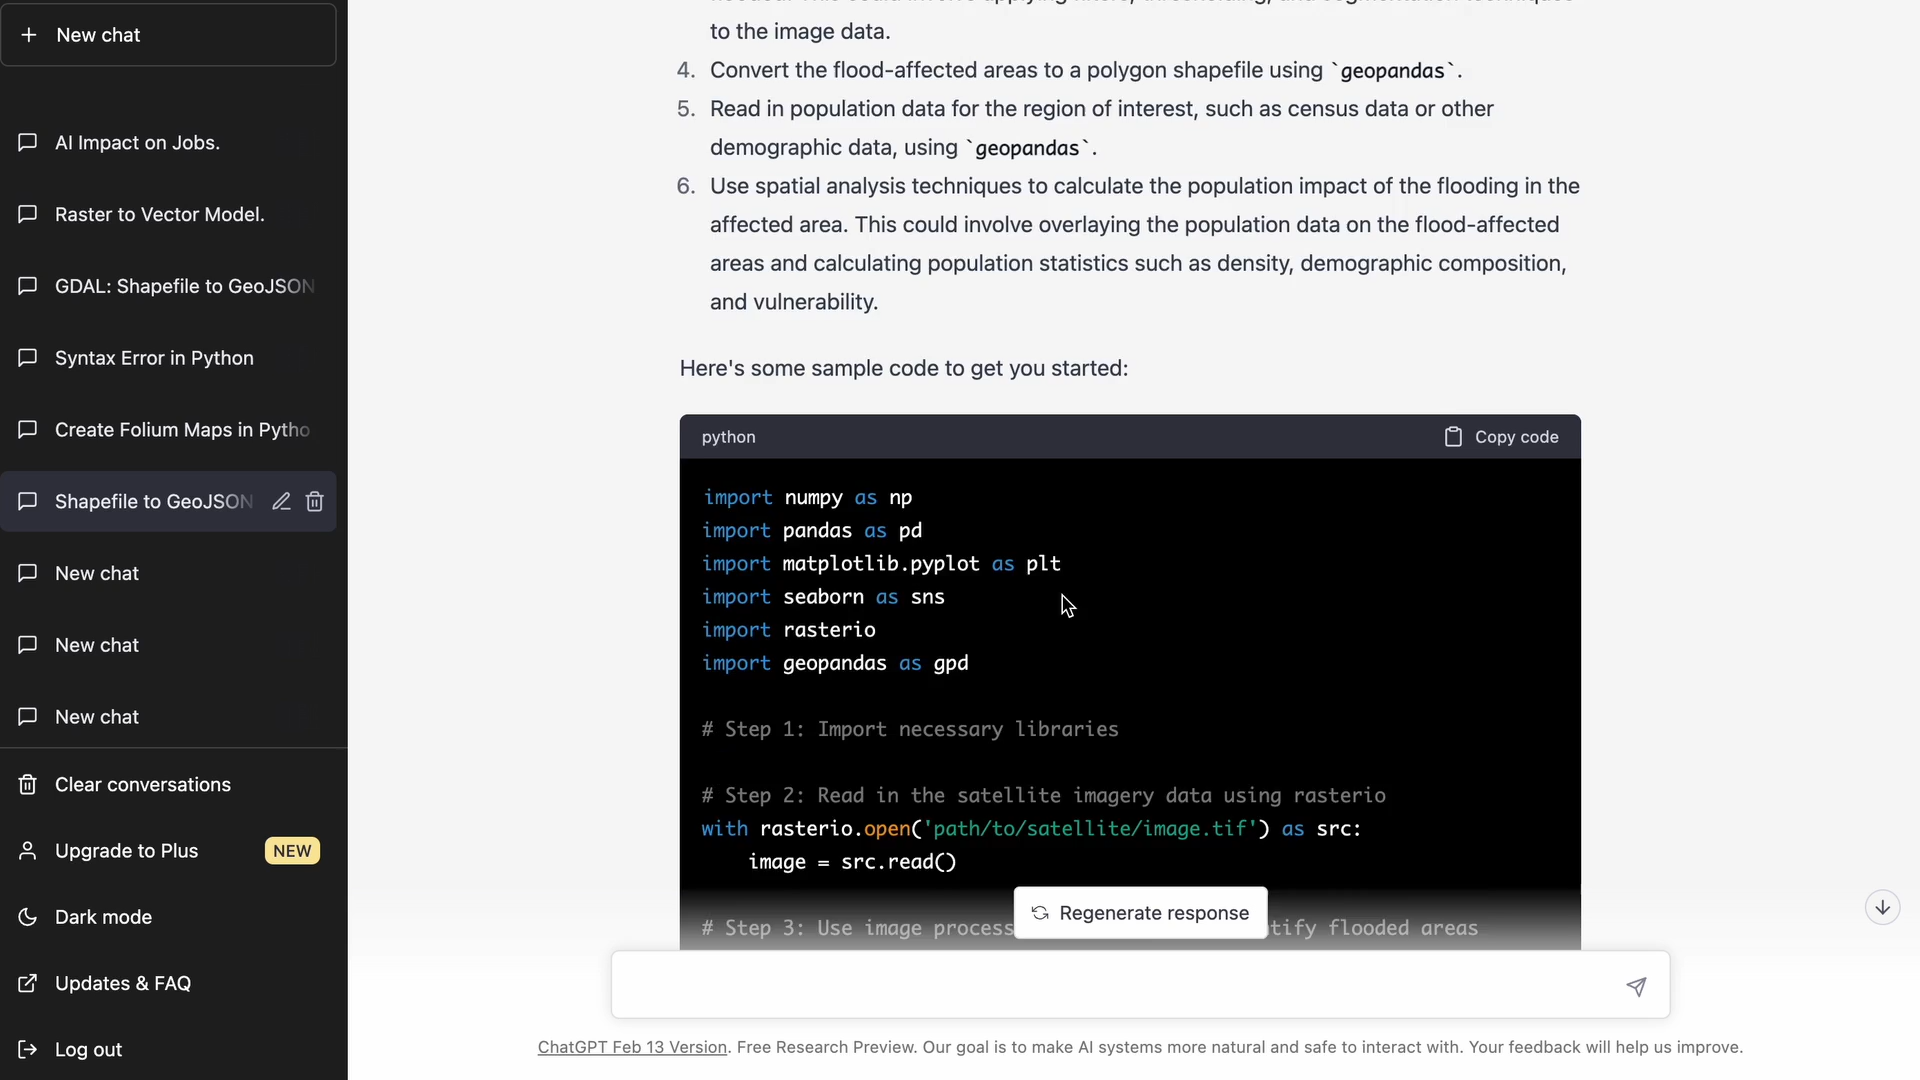 New chat
AI Impact on Jobs.
Raster to Vector Model.
GDAL: Shapefile to GeoJSON
Syntax Error in Python
Create Folium Maps in Pytho
Shapefile to GeoJSON
New chat
New chat
New chat
Clear conversations
Upgrade to Plus NEW
Dark mode
Updates & FAQ
Log out
to the image data.
4. Convert the flood-affected areas to a polygon shapefile using `geopandas`.
5. Read in population data for the region of interest, such as census data or other
demographic data, using `geopandas`.
6. Use spatial analysis techniques to calculate the population impact of the flooding in the
affected area. This could involve overlaying the population data on the flood-affected
areas and calculating population statistics such as density, demographic composition,
and vulnerability.
Here's some sample code to get you started:
python Copy code
import numpy as np
import pandas as pd
import matplotlib.pyplot as plt
import seaborn as sns
import rasterio
import geopandas as gpd
# Step 1: Import necessary libraries
# Step 2: Read in the satellite imagery data using rasterio
with rasterio.open('path/to/satellite/image.tif') as src:
image = src.read()
# Step 3: Use image process tify flooded areas
Regenerate response
ChatGPT Feb 13 Version. Free Research Preview. Our goal is to make AI systems more natural and safe to interact with. Your feedback will help us improve.